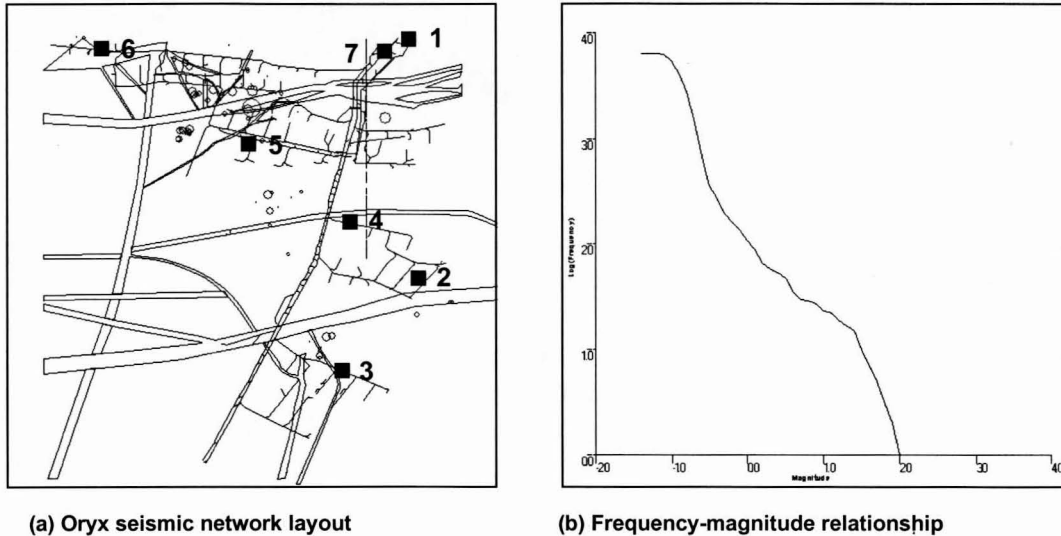 1
6
7
5
4
2
3
(a) Oryx seismic network layout
40
30
20
10
00
Log(Frequency)
-20 -10 00 10 20 30 40
Magnitude
(b) Frequency-magnitude relationship